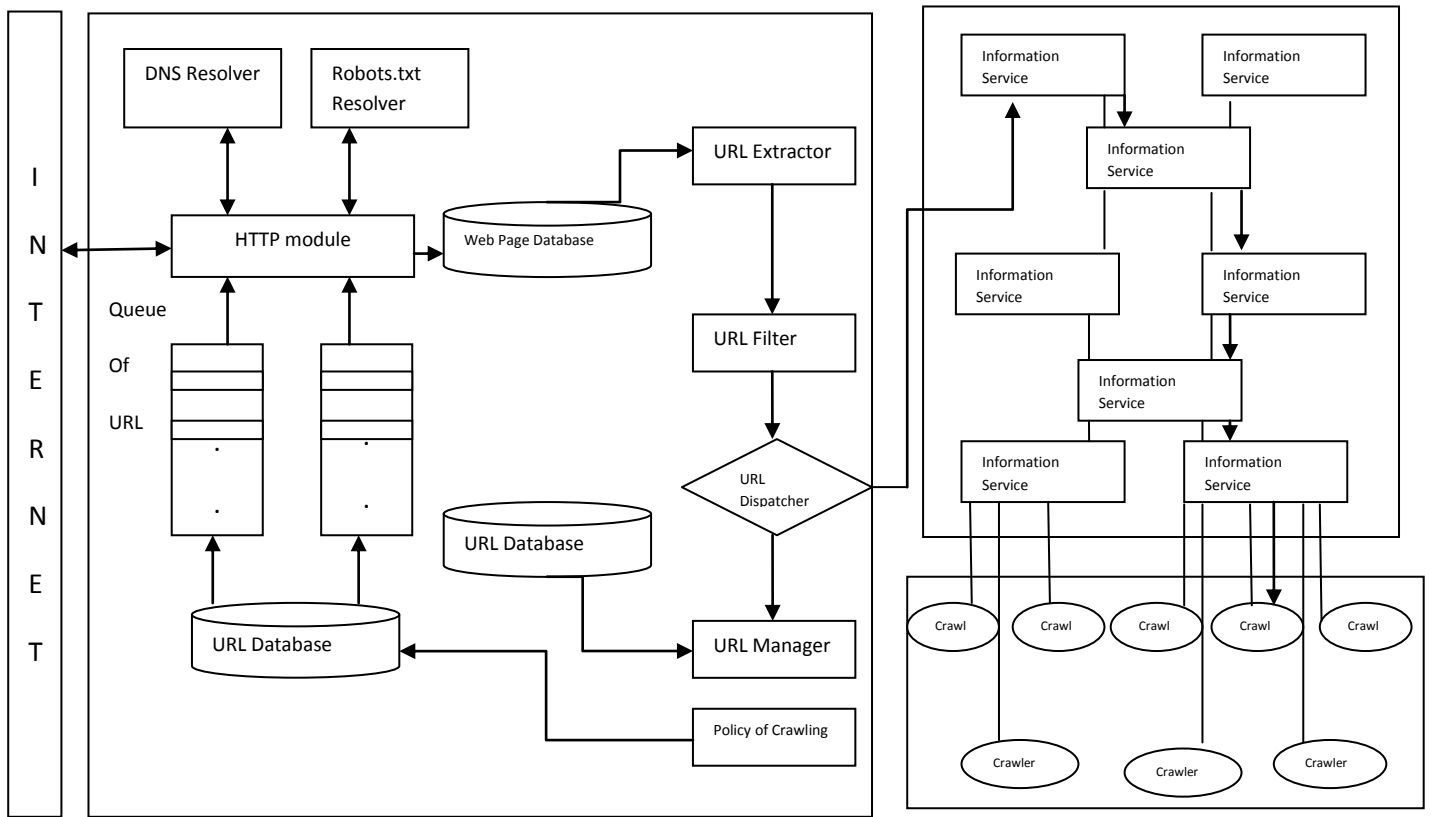 I
N
T
E
R
N
E
T
DNS Resolver
Robots.txt
Resolver
HTTP module
Web Page Database
URL Extractor
Queue
Of
URL
URL Filter
URL
Dispatcher
URL Database
URL Database
URL Manager
Policy of Crawling
Information
Service
Information
Service
Information
Service
Information
Service
Information
Service
Information
Service
Information
Service
Information
Service
Crawl
Crawl
Crawl
Crawl
Crawl
Crawler
Crawler
Crawler